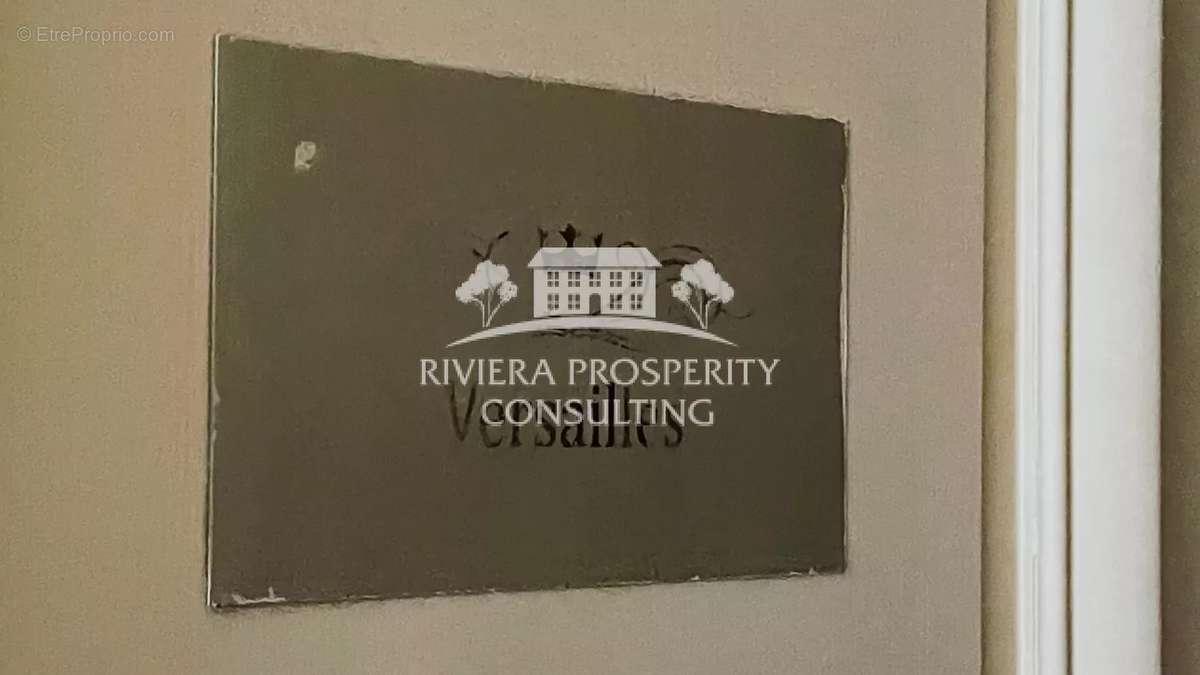 © EtreProprio.com
RIVIERA PROSPERITY
CONSULTING
Versailles